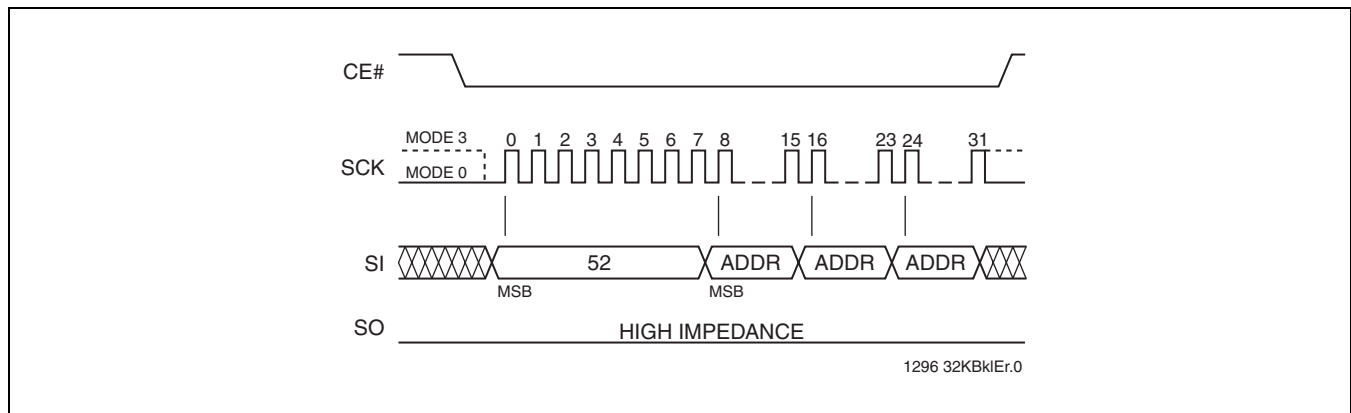 CE#
MODE 3
0 1 2 3 4 5 6 7 8 15 16 23 24 31
SCK
MODE 0
SI
52 ADDR ADDR ADDR
MSB MSB
SO
HIGH IMPEDANCE
1296 32KBklEr.0